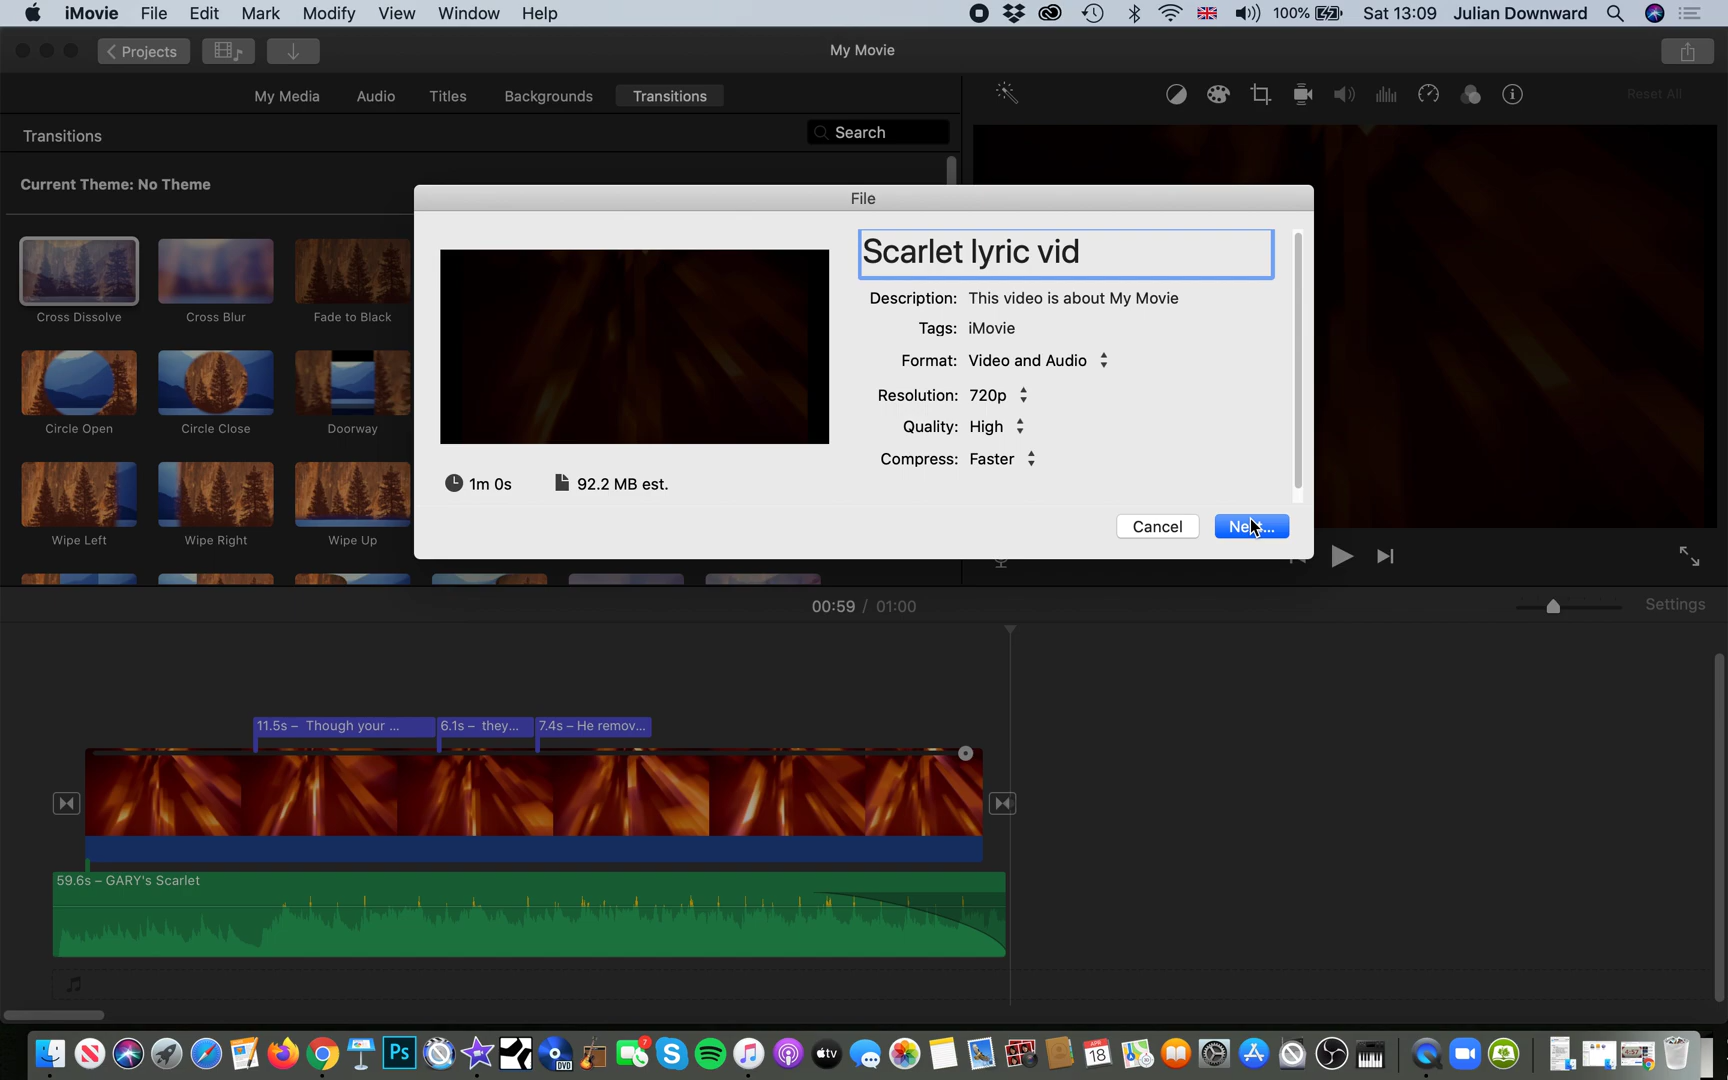 iMovie File Edit Mark Modify View Window Help 100% Sat 13:09 Julian Downward
Projects My Movie
My Media Audio Titles Backgrounds Transitions Reset All
Transitions Search
Current Theme: No Theme
File
Scarlet lyric vid
Description: This video is about My Movie
Tags: iMovie
Format: Video and Audio
Resolution: 720p
Quality: High
Compress: Faster
1m 0s 92.2 MB est.
Cancel
Cross Dissolve Cross Blur Fade to Black
Circle Open Circle Close Doorway
Wipe Left Wipe Right Wipe Up
00:59 / 01:00 Settings
11.5s – Though your ... 6.1s – they... 7.4s – He remov...
59.6s – GARY's Scarlet
7 Ps DVD tv APR 18